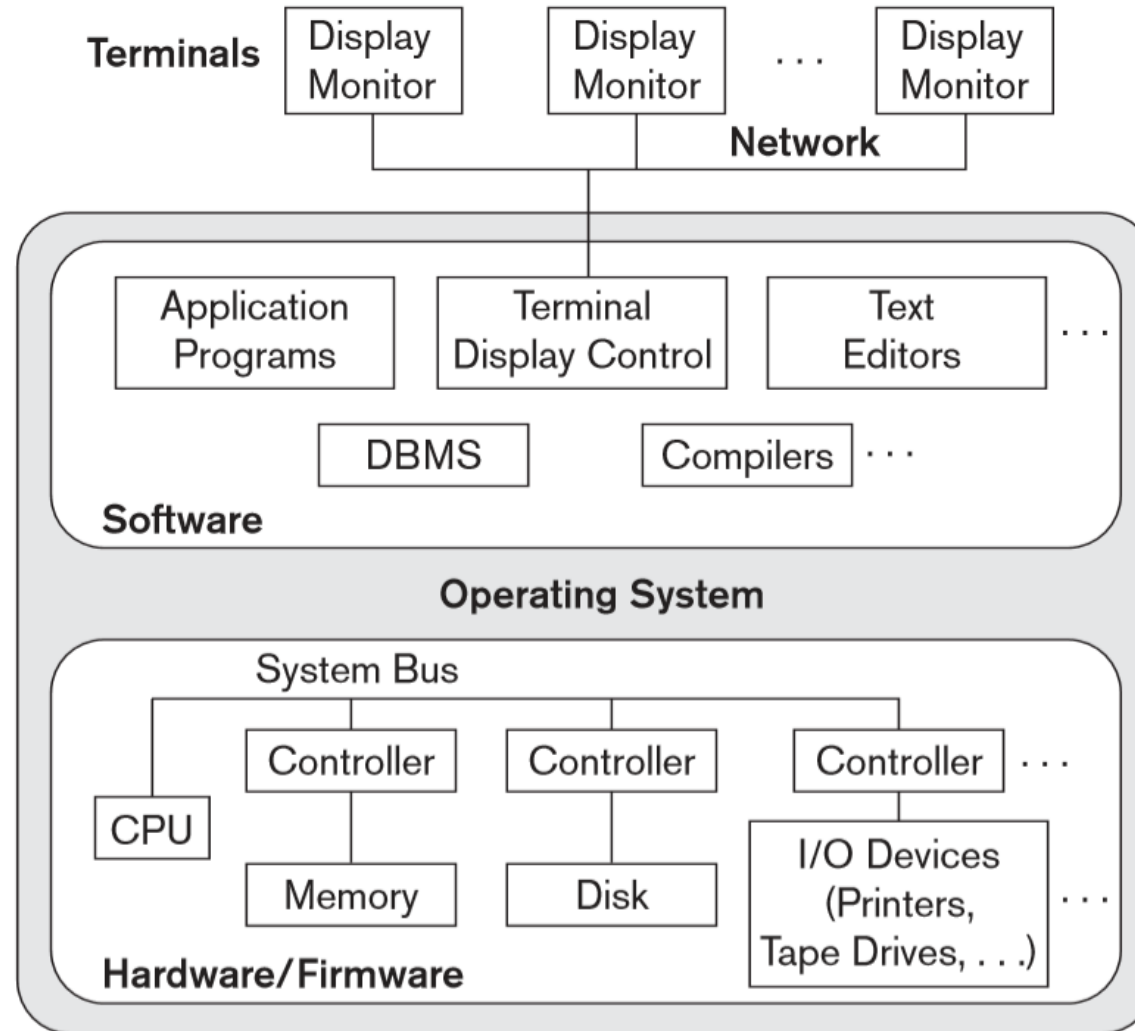 Terminals
Display
Monitor
Display
Monitor
. . .
Display
Monitor
Network
Application
Programs
Terminal
Display Control
Text
Editors
. . .
DBMS
Compilers
. . .
Software
Operating System
System Bus
Controller
Controller
Controller
. . .
CPU
Memory
Disk
I/O Devices
(Printers,
Tape Drives, . . .)
. . .
Hardware/Firmware